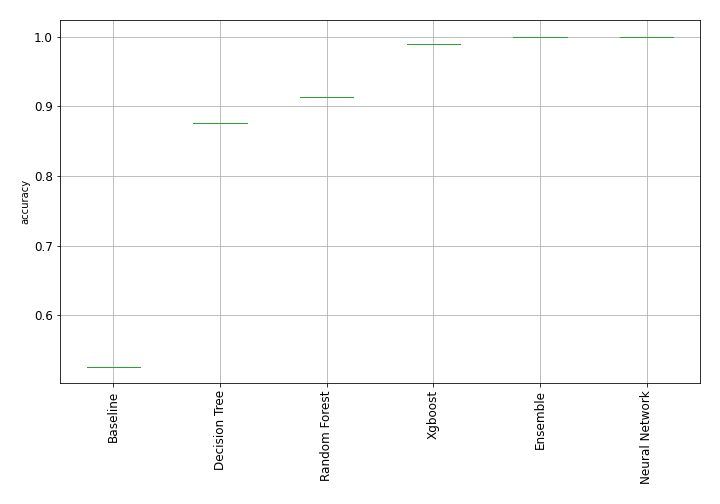 1.0
0.9
0.8
0.7
0.6
accuracy
Baseline
Decision Tree
Random Forest
Xgboost
Ensemble
Neural Network